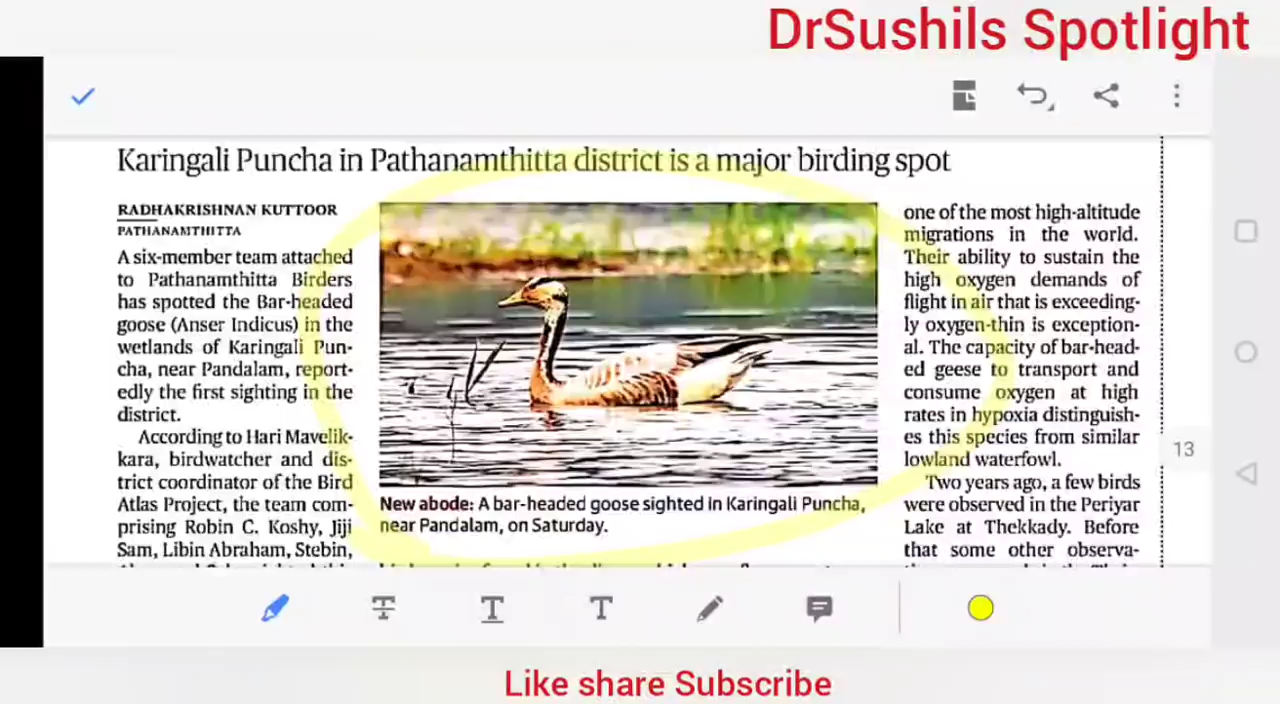 DrSushils Spotlight
Karingali Puncha in Pathanamthitta district is a major birding spot
RADHAKRISHNAN KUTTOOR
PATHANAMTHITTA
A six-member team attached
to Pathanamthitta Birders
has spotted the Bar-headed
goose (Anser Indicus) in the
wetlands of Karingali Pun-
cha, near Pandalam, report-
edly the first sighting in the
district.
According to Hari Mavelik-
kara, birdwatcher and dis-
trict coordinator of the Bird
Atlas Project, the team com-
prising Robin C. Koshy, Jiji
Sam, Libin Abraham, Stebin,
New abode: A bar-headed goose sighted in Karingali Puncha,
near Pandalam, on Saturday.
one of the most high-altitude
migrations in the world.
Their ability to sustain the
high oxygen demands of
flight in air that is exceeding-
ly oxygen-thin is exception-
al. The capacity of bar-head-
ed geese to transport and
consume oxygen at high
rates in hypoxia distinguish-
es this species from similar
lowland waterfowl.
Two years ago, a few birds
were observed in the Periyar
Lake at Thekkady. Before
that some other observa-
13
T
T
T
Like share Subscribe